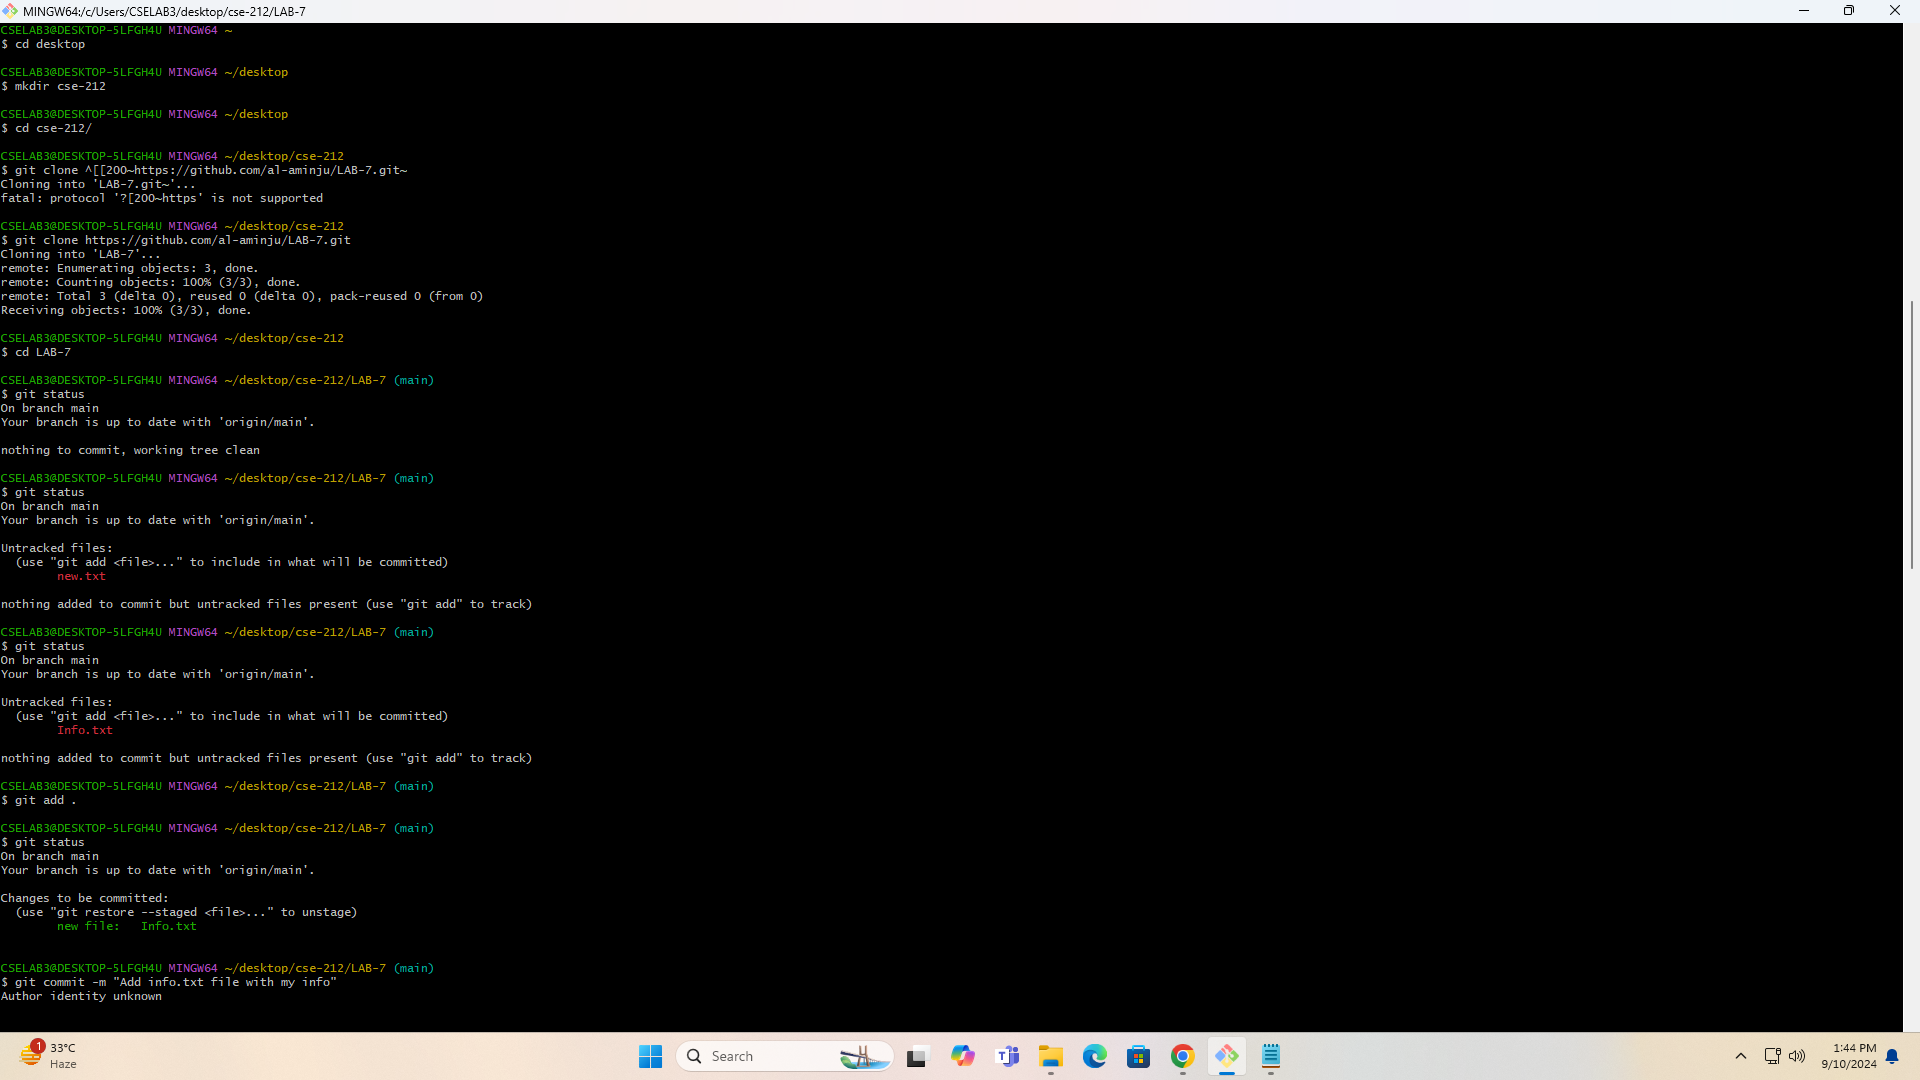 MINGW64:/c/Users/CSELAB3/desktop/cse-212/LAB-7
CSELAB3@DESKTOP-5LFGH4U MINGW64 ~
$ cd desktop
CSELAB3@DESKTOP-5LFGH4U MINGW64 ~/desktop
$ mkdir cse-212
CSELAB3@DESKTOP-5LFGH4U MINGW64 ~/desktop
$ cd cse-212/
CSELAB3@DESKTOP-5LFGH4U MINGW64 ~/desktop/cse-212
$ git clone ^[[200~https://github.com/al-aminju/LAB-7.git~
Cloning into 'LAB-7.git~'...
fatal: protocol '?[200~https' is not supported
CSELAB3@DESKTOP-5LFGH4U MINGW64 ~/desktop/cse-212
$ git clone https://github.com/al-aminju/LAB-7.git
Cloning into 'LAB-7'...
remote: Enumerating objects: 3, done.
remote: Counting objects: 100% (3/3), done.
remote: Total 3 (delta 0), reused 0 (delta 0), pack-reused 0 (from 0)
Receiving objects: 100% (3/3), done.
CSELAB3@DESKTOP-5LFGH4U MINGW64 ~/desktop/cse-212
$ cd LAB-7
CSELAB3@DESKTOP-5LFGH4U MINGW64 ~/desktop/cse-212/LAB-7 (main)
$ git status
On branch main
Your branch is up to date with 'origin/main'.
nothing to commit, working tree clean
CSELAB3@DESKTOP-5LFGH4U MINGW64 ~/desktop/cse-212/LAB-7 (main)
$ git status
On branch main
Your branch is up to date with 'origin/main'.
Untracked files:
(use "git add <file>..." to include in what will be committed)
new.txt
nothing added to commit but untracked files present (use "git add" to track)
CSELAB3@DESKTOP-5LFGH4U MINGW64 ~/desktop/cse-212/LAB-7 (main)
$ git status
On branch main
Your branch is up to date with 'origin/main'.
Untracked files:
(use "git add <file>..." to include in what will be committed)
Info.txt
nothing added to commit but untracked files present (use "git add" to track)
CSELAB3@DESKTOP-5LFGH4U MINGW64 ~/desktop/cse-212/LAB-7 (main)
$ git add .
CSELAB3@DESKTOP-5LFGH4U MINGW64 ~/desktop/cse-212/LAB-7 (main)
$ git status
On branch main
Your branch is up to date with 'origin/main'.
Changes to be committed:
(use "git restore --staged <file>..." to unstage)
new file:   Info.txt
CSELAB3@DESKTOP-5LFGH4U MINGW64 ~/desktop/cse-212/LAB-7 (main)
$ git commit -m "Add info.txt file with my info"
Author identity unknown
1
33°C
Haze
Search
1:44 PM
9/10/2024